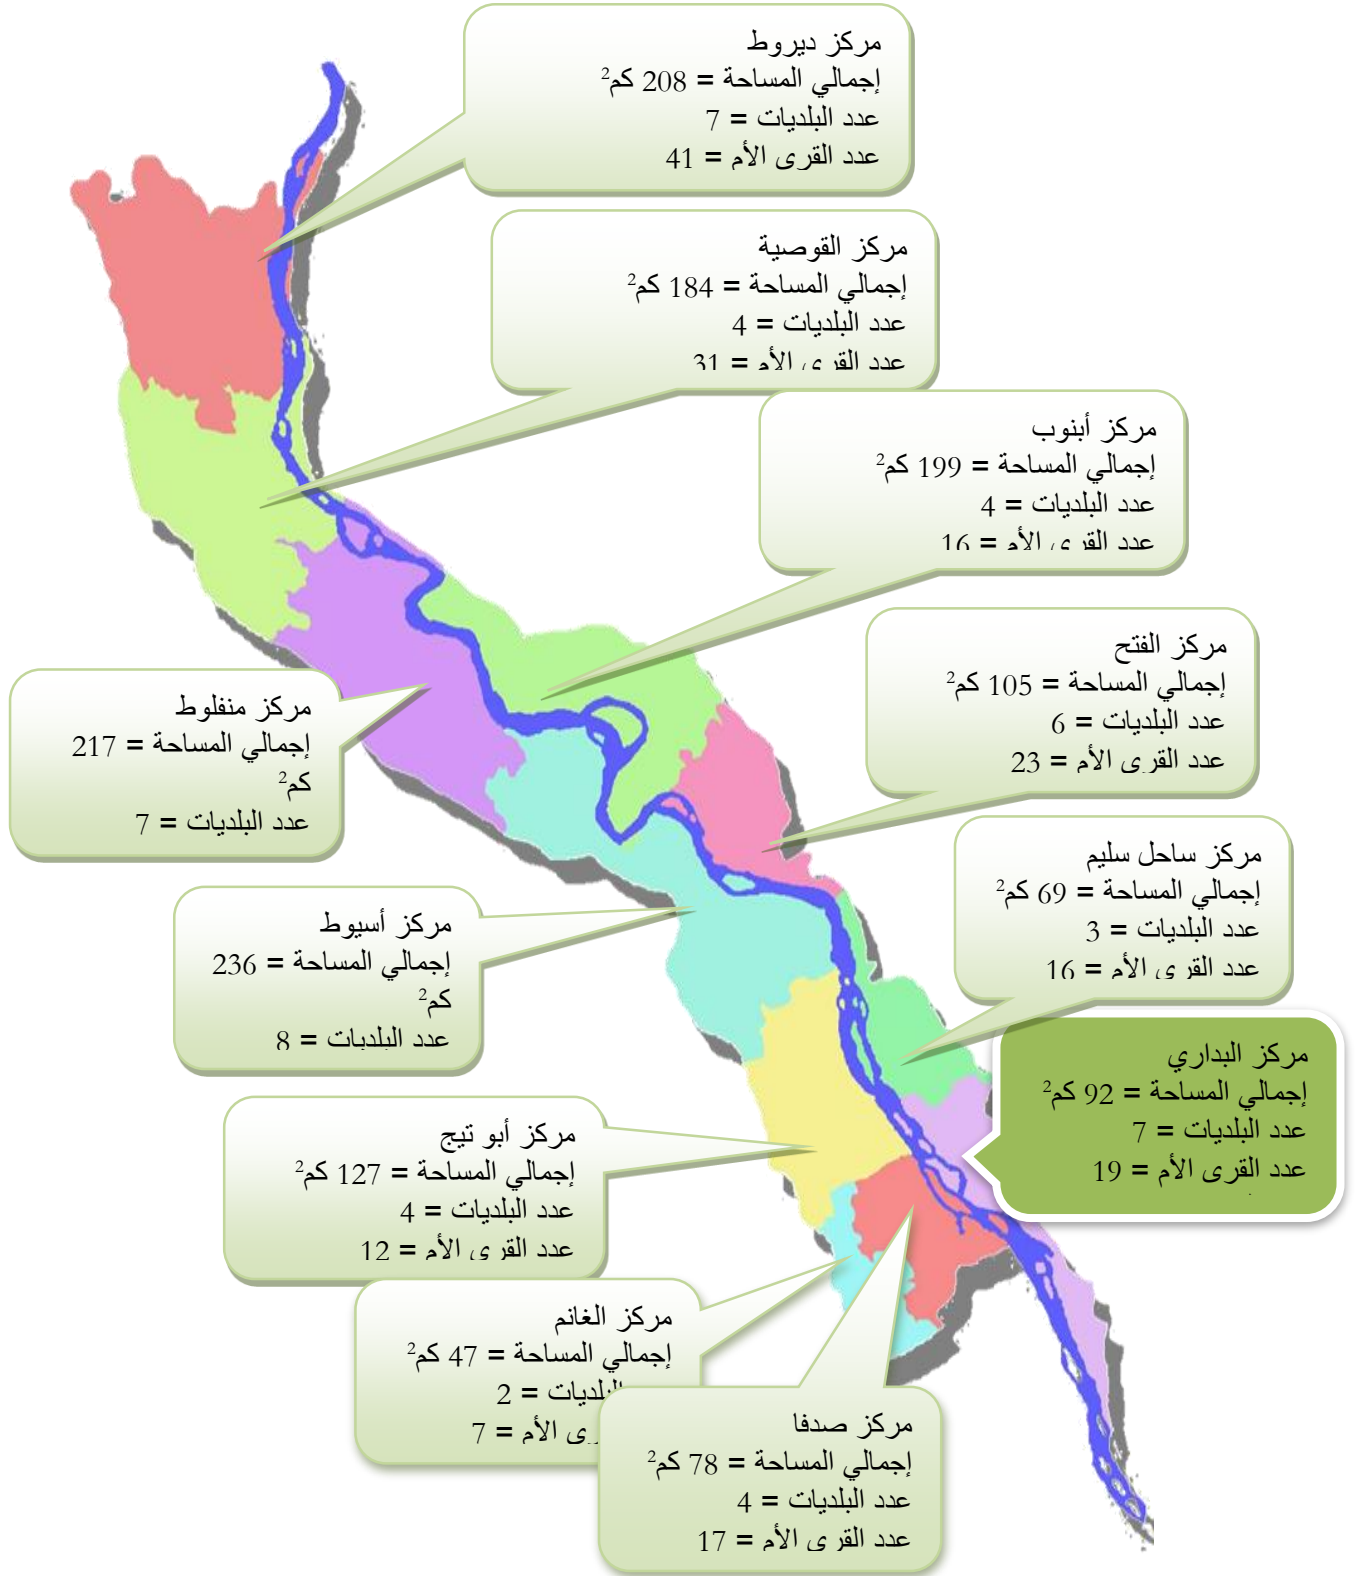 مركز ديروط
إجمالي المساحة = 208 كم²
عدد البلديات = 7
عدد القرى الأم = 41
مركز القوصية
إجمالي المساحة = 184 كم²
عدد البلديات = 4
عدد القرى الأم = 31
مركز أبنوب
إجمالي المساحة = 199 كم²
عدد البلديات = 4
عدد القرى الأم = 16
مركز الفتح
إجمالي المساحة = 105 كم²
عدد البلديات = 6
عدد القرى الأم = 23
مركز منفلوط
إجمالي المساحة = 217
كم²
عدد البلديات = 7
مركز ساحل سليم
إجمالي المساحة = 69 كم²
عدد البلديات = 3
عدد القرى الأم = 16
مركز أسيوط
إجمالي المساحة = 236
كم²
عدد البلديات = 8
مركز البداري
إجمالي المساحة = 92 كم²
عدد البلديات = 7
عدد القرى الأم = 19
مركز أبو تيج
إجمالي المساحة = 127 كم²
عدد البلديات = 4
عدد القرى الأم = 12
مركز الغانم
إجمالي المساحة = 47 كم²
البلديات = 2
الأم = 7
مركز صدفا
إجمالي المساحة = 78 كم²
عدد البلديات = 4
عدد القرى الأم = 17